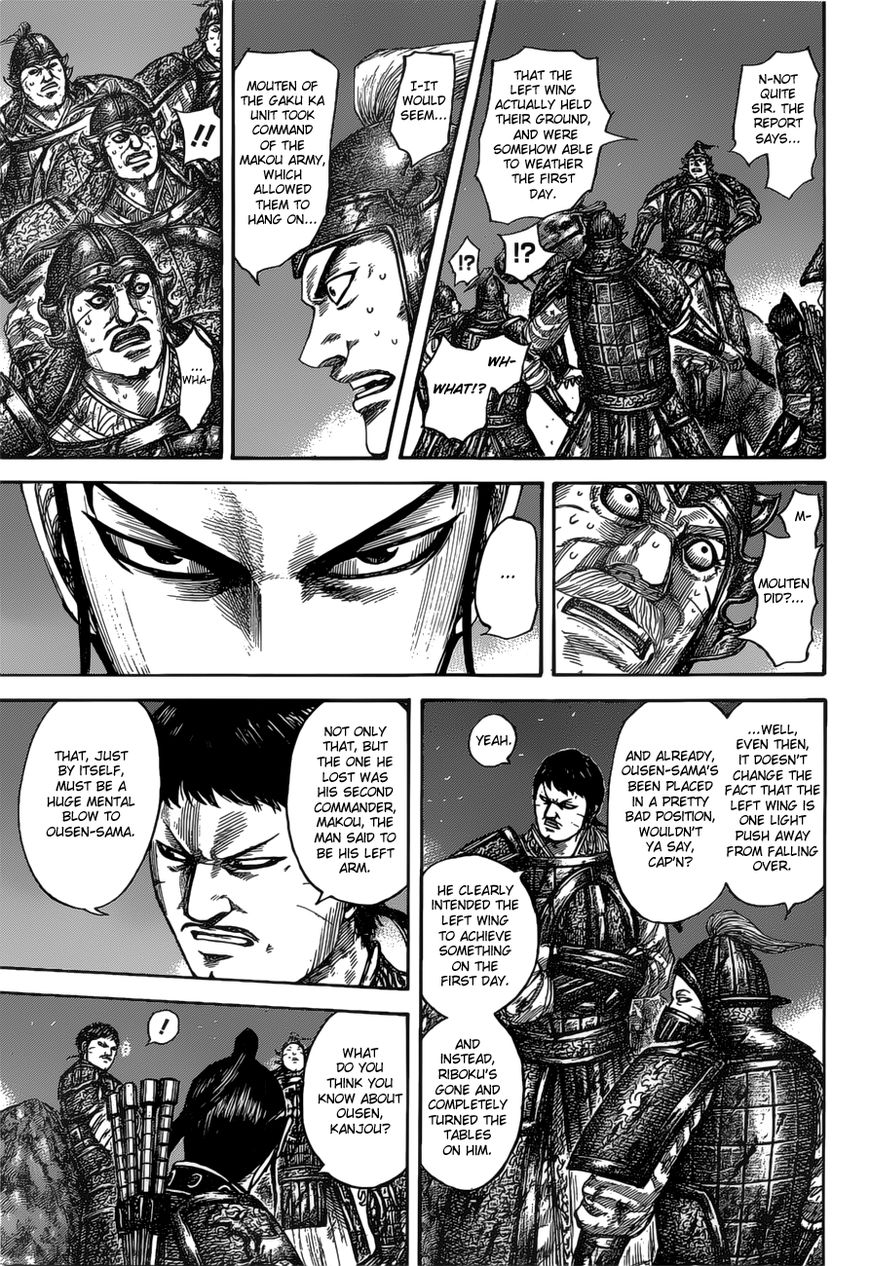 N-NOT
QUITE
SIR. THE
REPORT
SAYS...
THAT THE
LEFT WING
ACTUALLY HELD
THEIR GROUND,
AND WERE
SOMEHOW ABLE
TO WEATHER
THE FIRST
DAY.
!?
!?
WH-
WHAT!?
I-IT
WOULD
SEEM...
MOUTEN OF
THE GAKU KA
UNIT TOOK
COMMAND
OF THE
MAKOU ARMY,
WHICH
ALLOWED
THEM TO
HANG ON...
!!
...
WHA-
M-
MOUTEN
DID?...
...
...WELL,
EVEN THEN,
IT DOESN'T
CHANGE THE
FACT THAT THE
LEFT WING IS
ONE LIGHT
PUSH AWAY
FROM FALLING
OVER.
AND ALREADY,
OUSEN-SAMA'S
BEEN PLACED
IN A PRETTY
BAD POSITION,
WOULDN'T
YA SAY,
CAP'N?
YEAH.
HE CLEARLY
INTENDED THE
LEFT WING
TO ACHIEVE
SOMETHING
ON THE
FIRST DAY.
AND
INSTEAD,
RIBOKU'S
GONE AND
COMPLETELY
TURNED THE
TABLES
ON HIM.
NOT ONLY
THAT, BUT
THE ONE HE
LOST WAS
HIS SECOND
COMMANDER,
MAKOU, THE
MAN SAID TO
BE HIS LEFT
ARM.
THAT, JUST
BY ITSELF,
MUST BE A
HUGE MENTAL
BLOW TO
OUSEN-SAMA.
!
WHAT
DO YOU
THINK YOU
KNOW ABOUT
OUSEN,
KANJOU?